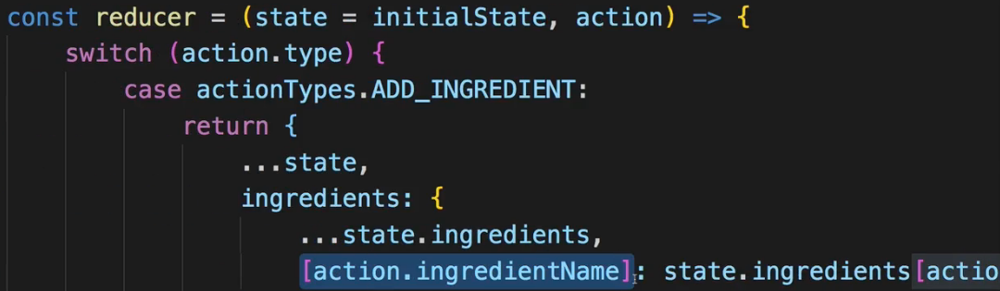 const reducer = (state = initialState, action) => {
switch (action.type) {
case actionTypes.ADD_INGREDIENT:
return {
...state,
ingredients: {
...state.ingredients,
[action.ingredientName]: state.ingredients[actio